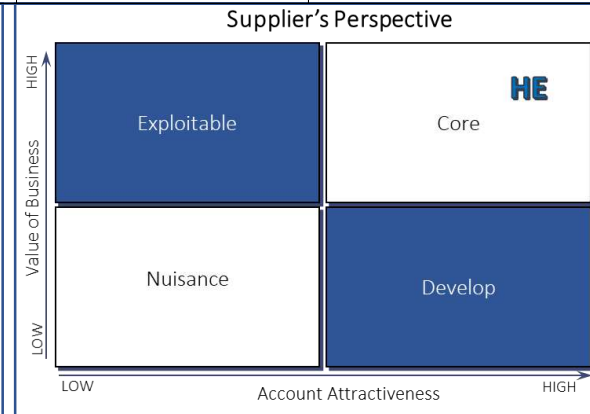 Supplier’s Perspective
HIGH
Exploitable
HE
Core
Value of Business
Nuisance
Develop
LOW
LOW
Account Attractiveness
HIGH